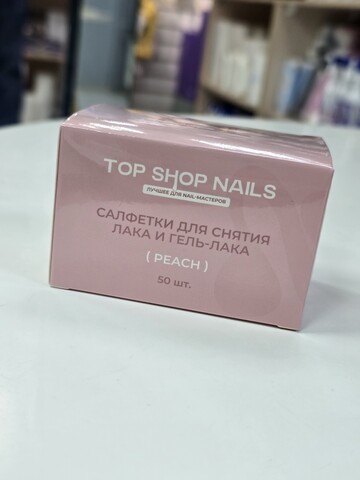 TOP SHOP NAILS
ЛУЧШЕЕ ДЛЯ NAIL-МАСТЕРОВ
САЛФЕТКИ ДЛЯ СНЯТИЯ
ЛАКА И ГЕЛЬ-ЛАКА
( PEACH )
50 шт.